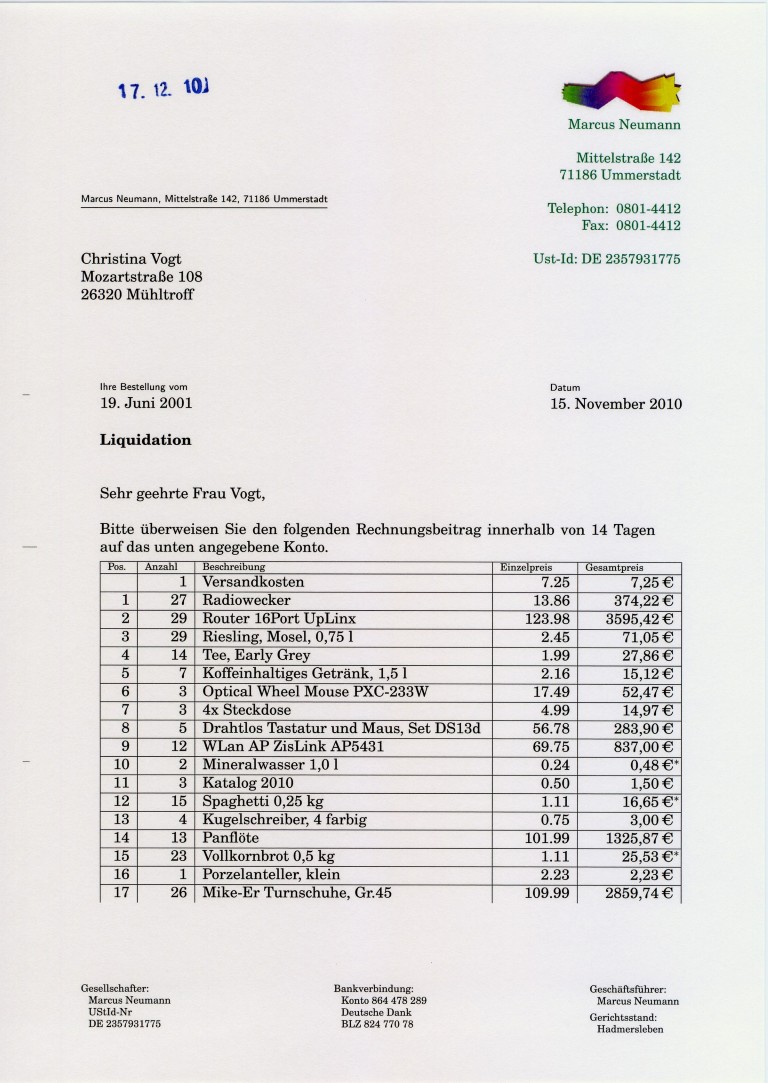 17. 12. 10
Marcus Neumann
Mittelstraße 142
71186 Ummerstadt
Marcus Neumann, Mittelstraße 142, 71186 Ummerstadt
Telephon: 0801-4412
Fax: 0801-4412
Christina Vogt
Mozartstraße 108
26320 Mühltroff
Ust-Id: DE 2357931775
Ihre Bestellung vom
19. Juni 2001
Datum
15. November 2010
Liquidation
Sehr geehrte Frau Vogt,
Bitte überweisen Sie den folgenden Rechnungsbeitrag innerhalb von 14 Tagen
auf das unten angegebene Konto.
Pos. Anzahl Beschreibung Einzelpreis Gesamtpreis
1 Versandkosten 7.25 7,25 €
1 27 Radiowecker 13.86 374,22 €
2 29 Router 16Port UpLinx 123.98 3595,42 €
3 29 Riesling, Mosel, 0,75 l 2.45 71,05 €
4 14 Tee, Early Grey 1.99 27,86 €
5 7 Koffeinhaltiges Getränk, 1,5 l 2.16 15,12 €
6 3 Optical Wheel Mouse PXC-233W 17.49 52,47 €
7 3 4x Steckdose 4.99 14,97 €
8 5 Drahtlos Tastatur und Maus, Set DS13d 56.78 283,90 €
9 12 WLan AP ZisLink AP5431 69.75 837,00 €
10 2 Mineralwasser 1,0 l 0.24 0,48 €*
11 3 Katalog 2010 0.50 1,50 €
12 15 Spaghetti 0,25 kg 1.11 16,65 €*
13 4 Kugelschreiber, 4 farbig 0.75 3,00 €
14 13 Panflöte 101.99 1325,87 €
15 23 Vollkornbrot 0,5 kg 1.11 25,53 €*
16 1 Porzelanteller, klein 2.23 2,23 €
17 26 Mike-Er Turnschuhe, Gr.45 109.99 2859,74 €
Gesellschafter:
Marcus Neumann
UStId-Nr
DE 2357931775
Bankverbindung:
Konto 864 478 289
Deutsche Dank
BLZ 824 770 78
Geschäftsführer:
Marcus Neumann
Gerichtsstand:
Hadmersleben